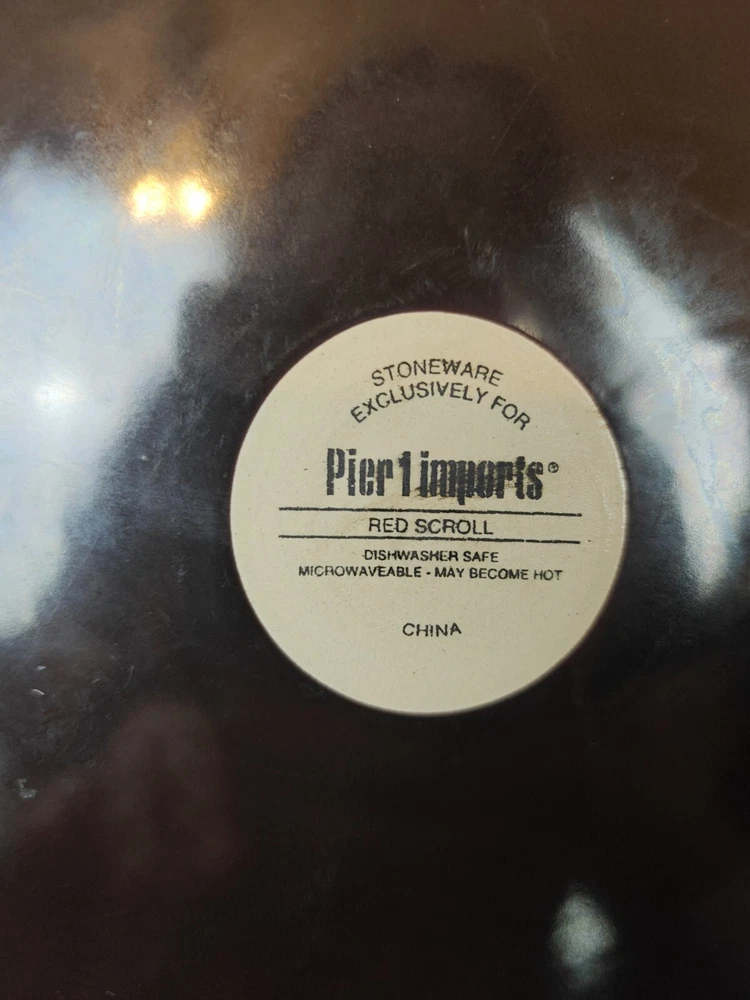 STONEWARE
EXCLUSIVELY FOR
Pier 1 imports®
RED SCROLL
DISHWASHER SAFE
MICROWAVEABLE - MAY BECOME HOT
CHINA